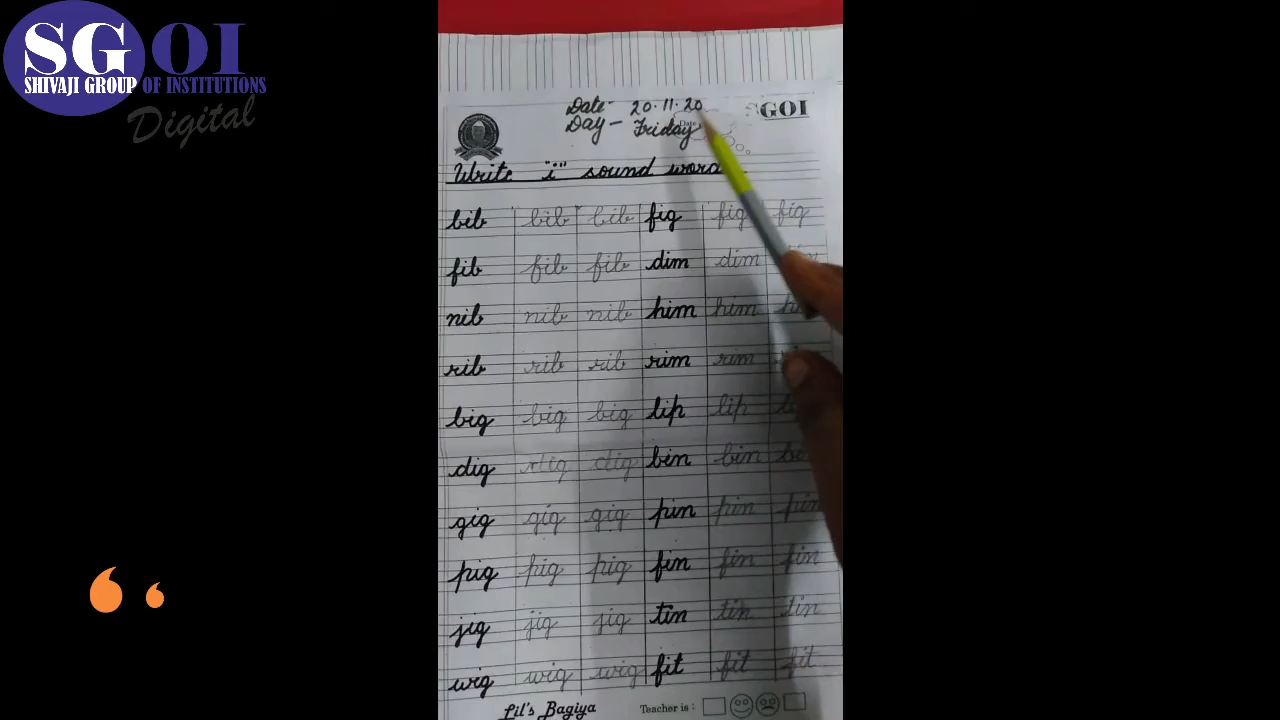 SGOI
SHIVAJI GROUP OF INSTITUTIONS
Digital
Date- 20.11.20
SGOI
Day- Friday
Write "i" sound word
bib bib bib fig fig fig
fib fib fib dim dim
nib nib nib him him
rib rib rib rim rim
big big big lip lip
dig dig dig bin bin
gig gig gig pin pin pin
pig pig pig fin fin fin
jig jig jig tin tin tin
wig wig wig fit fit fit
Lil's Bagiya Teacher is :